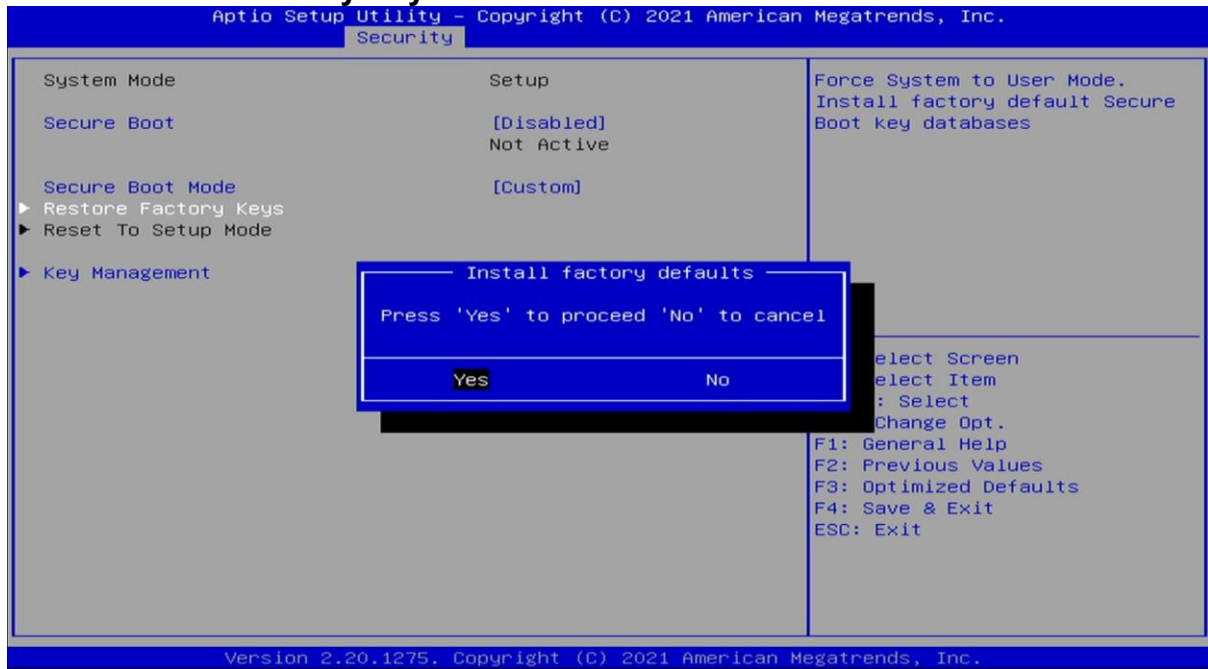 Aptio Setup Utility – Copyright (C) 2021 American Megatrends, Inc.
Security
System Mode Setup
Secure Boot [Disabled]
Not Active
Secure Boot Mode [Custom]
► Restore Factory Keys
► Reset To Setup Mode
► Key Management
Force System to User Mode.
Install factory default Secure
Boot key databases
Install factory defaults
Press 'Yes' to proceed 'No' to cancel
Yes No
elect Screen
elect Item
: Select
Change Opt.
F1: General Help
F2: Previous Values
F3: Optimized Defaults
F4: Save & Exit
ESC: Exit
Version 2.20.1275. Copyright (C) 2021 American Megatrends, Inc.